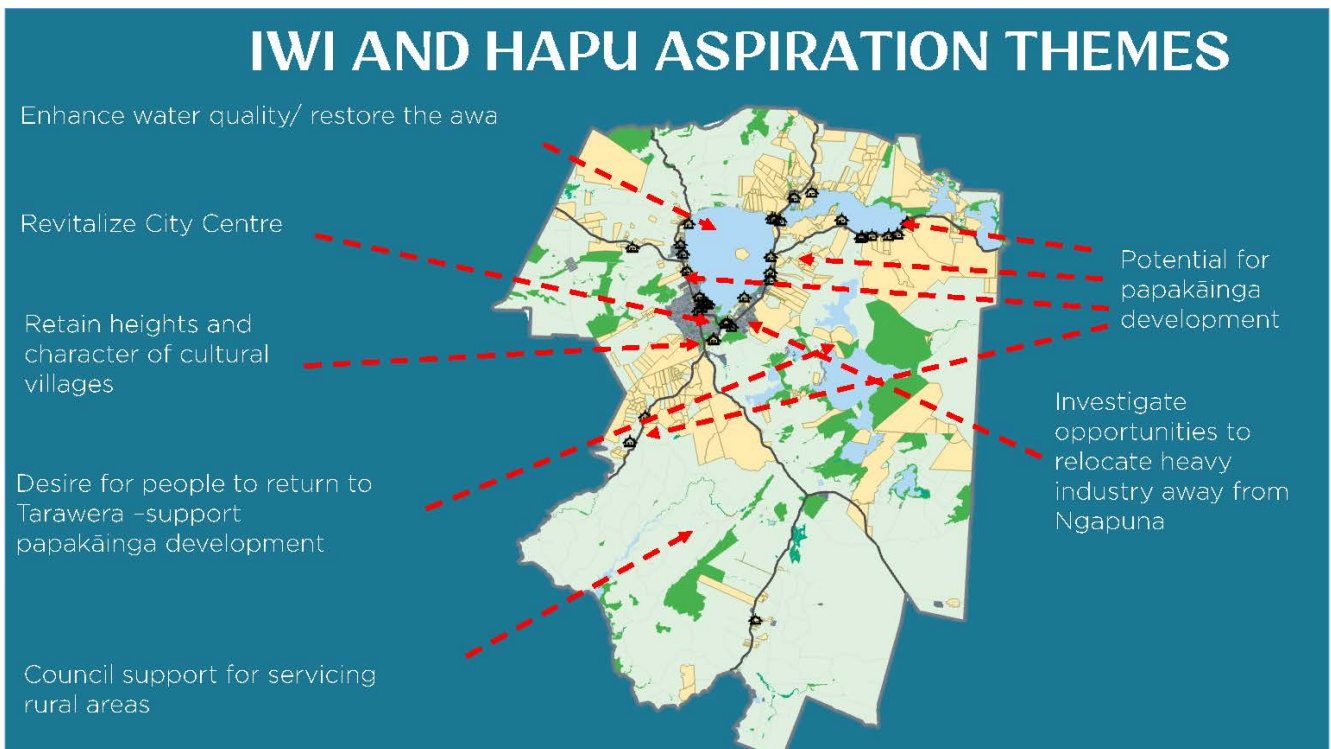 IWI AND HAPU ASPIRATION THEMES
Enhance water quality/ restore the awa
Revitalize City Centre
Retain heights and
character of cultural
villages
Desire for people to return to
Tarawera –support
papakāinga development
Council support for servicing
rural areas
Potential for
papakāinga
development
Investigate
opportunities to
relocate heavy
industry away from
Ngapuna